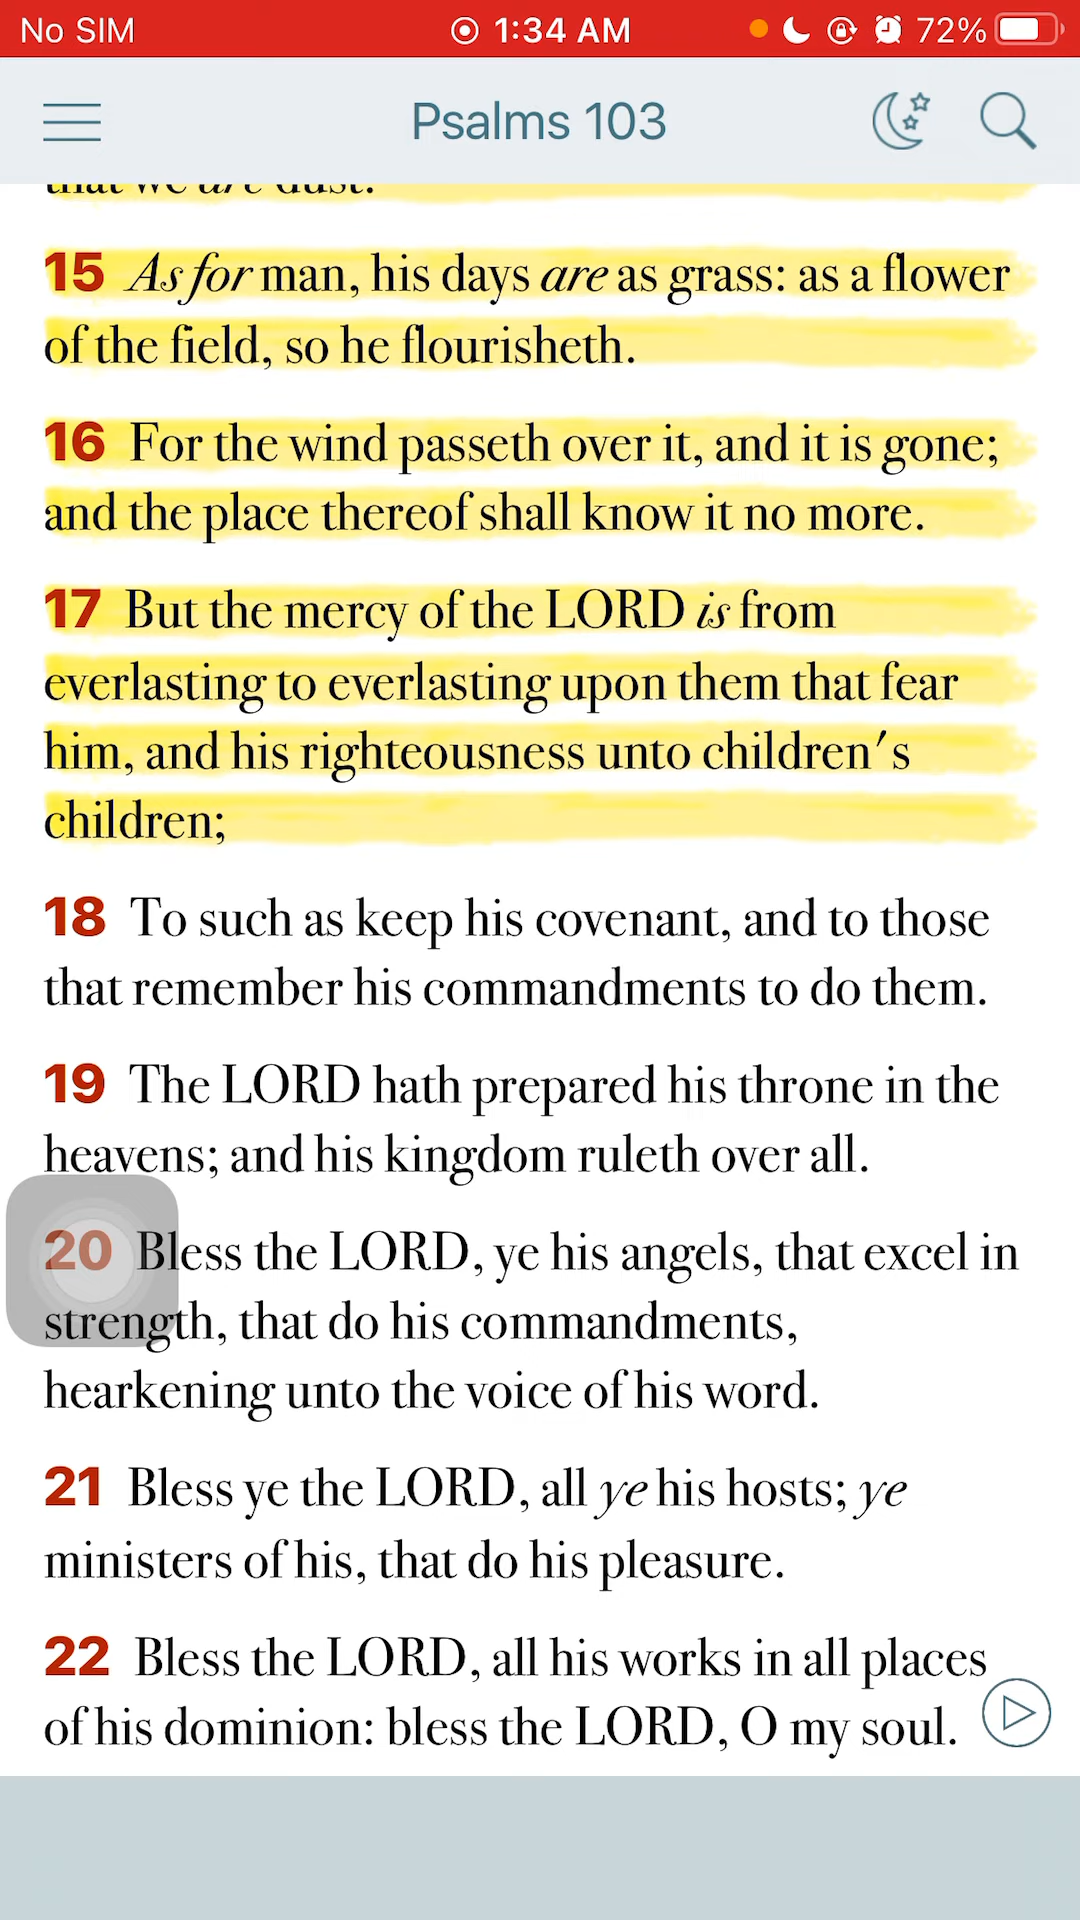 No SIM 1:34 AM 72%
Psalms 103
that we are dust.
15 As for man, his days are as grass: as a flower
of the field, so he flourisheth.
16 For the wind passeth over it, and it is gone;
and the place thereof shall know it no more.
17 But the mercy of the LORD is from
everlasting to everlasting upon them that fear
him, and his righteousness unto children's
children;
18 To such as keep his covenant, and to those
that remember his commandments to do them.
19 The LORD hath prepared his throne in the
heavens; and his kingdom ruleth over all.
20 Bless the LORD, ye his angels, that excel in
strength, that do his commandments,
hearkening unto the voice of his word.
21 Bless ye the LORD, all ye his hosts; ye
ministers of his, that do his pleasure.
22 Bless the LORD, all his works in all places
of his dominion: bless the LORD, O my soul.